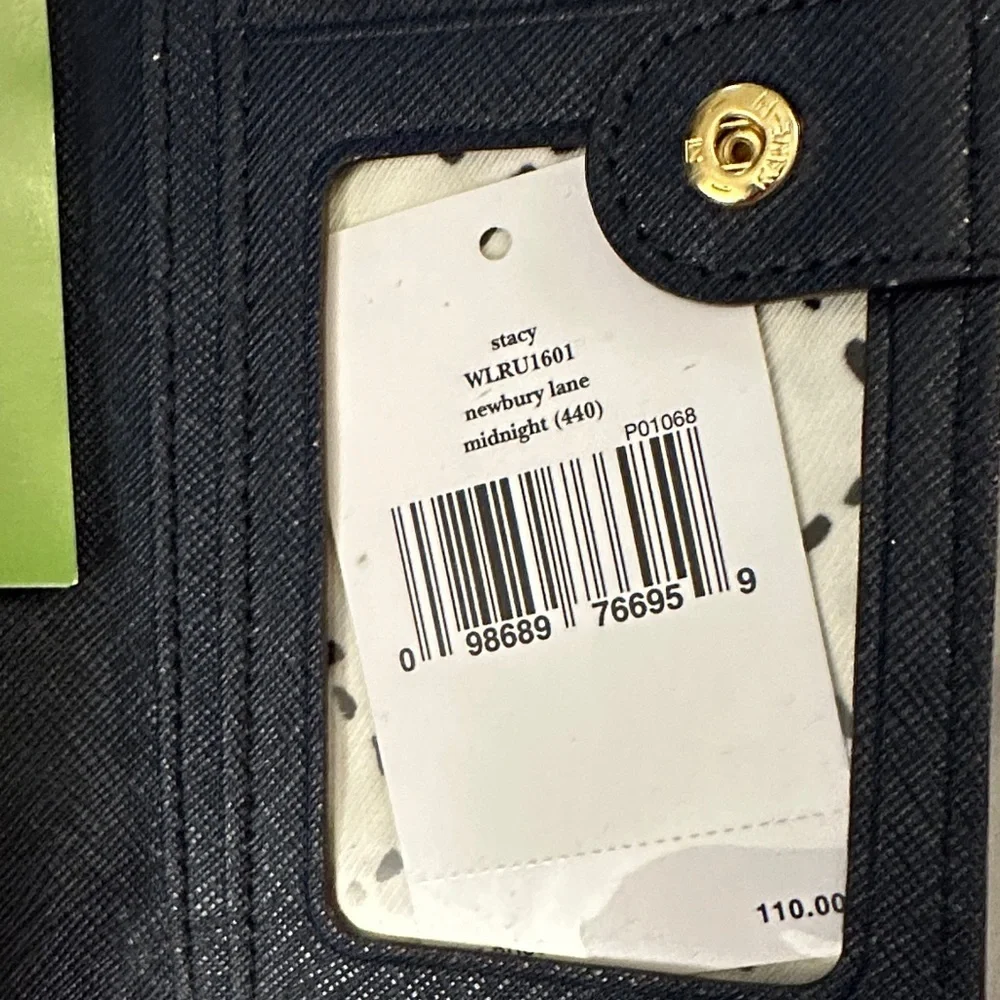 stacy
WLRU1601
newbury lane
midnight (440)
P01068
0 98689 76695 9
110.00